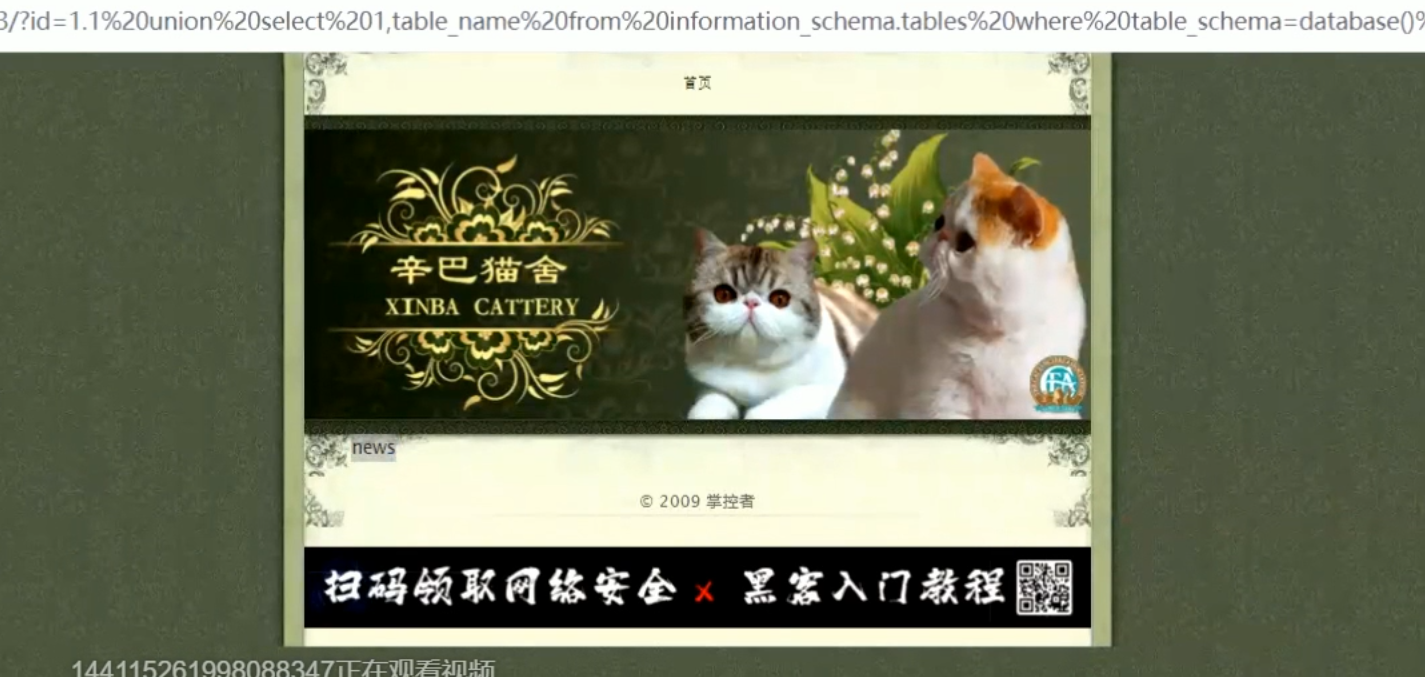 3/?id=1.1%20union%20select%201,table_name%20from%20information_schema.tables%20where%20table_schema=database()%
首页
辛巴猫舍
XINBA CATTERY
news
© 2009 掌控者
扫码领取网络安全 x 黑客入门教程
144115261998088347正在观看视频